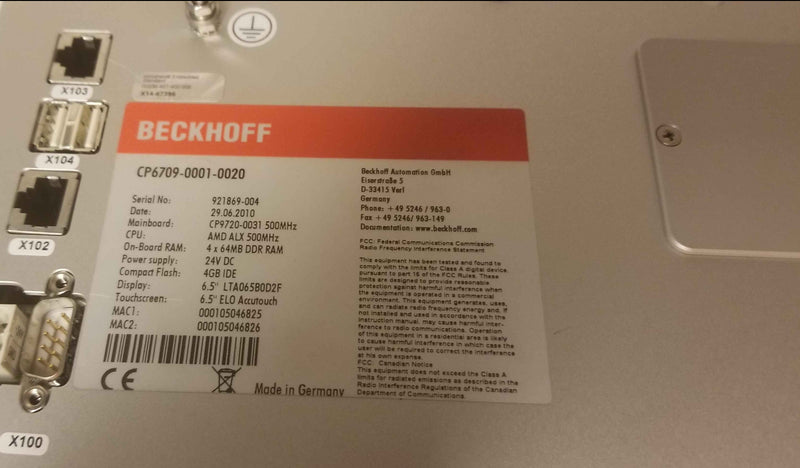 X103
X14-47396
X104
X102
X100
BECKHOFF
CP6709-0001-0020
Serial No: 921869-004
Date: 29.06.2010
Mainboard: CP9720-0031 500MHz
CPU: AMD ALX 500MHz
On-Board RAM: 4 x 64MB DDR RAM
Power supply: 24V DC
Compact Flash: 4GB IDE
Display: 6.5" LTA065B0D2F
Touchscreen: 6.5" ELO Accutouch
MAC1: 000105046825
MAC2: 000105046826
CE
Made in Germany
Beckhoff Automation GmbH
Eiserstraße 5
D-33415 Verl
Germany
Phone: +49 5246 / 963-0
Fax +49 5246/ 963-149
Documentation: www.beckhoff.com
FCC: Federal Communications Commission
Radio Frequency Interference Statement
This equipment has been tested and found to
comply with the limits for Class A digital device,
pursuant to part 15 of the FCC Rules. These
limits are designed to provide reasonable
protection against harmful interference when
the equipment is operated in a commercial
environment. This equipment generates, uses,
and can radiate radio frequency energy and, if
not installed and used in accordance with the
instruction manual, may cause harmful inter-
ference to radio communications. Operation
of this equipment in a residential area is likely
to cause harmful interference in which case the
user will be required to correct the interference
at his own expense.
FCC: Canadian Notice
This equipment does not exceed the Class A
limits for radiated emissions as described in the
Radio Interference Regulations of the Canadian
Department of Communications.